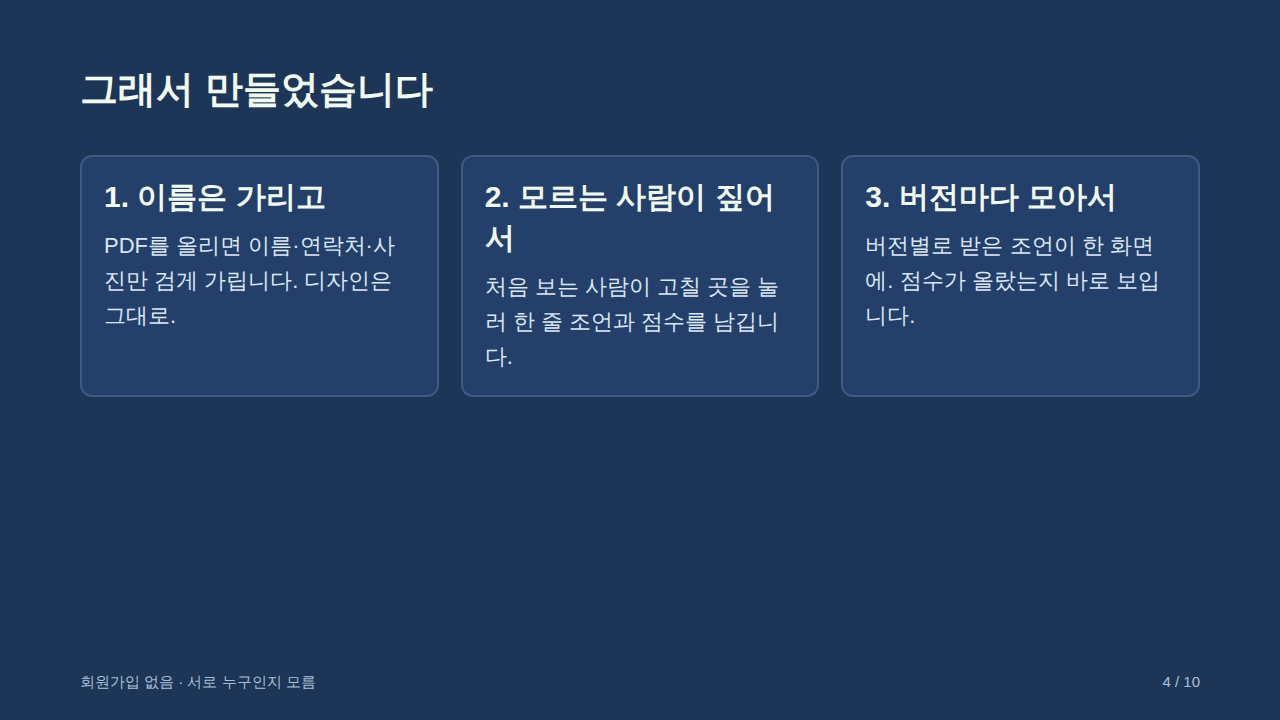 그래서 만들었습니다
1. 이름은 가리고
PDF를 올리면 이름·연락처·사
진만 검게 가립니다. 디자인은
그대로.
2. 모르는 사람이 짚어
서
처음 보는 사람이 고칠 곳을 눌
러 한 줄 조언과 점수를 남깁니
다.
3. 버전마다 모아서
버전별로 받은 조언이 한 화면
에. 점수가 올랐는지 바로 보입
니다.
회원가입 없음 · 서로 누구인지 모름
4 / 10